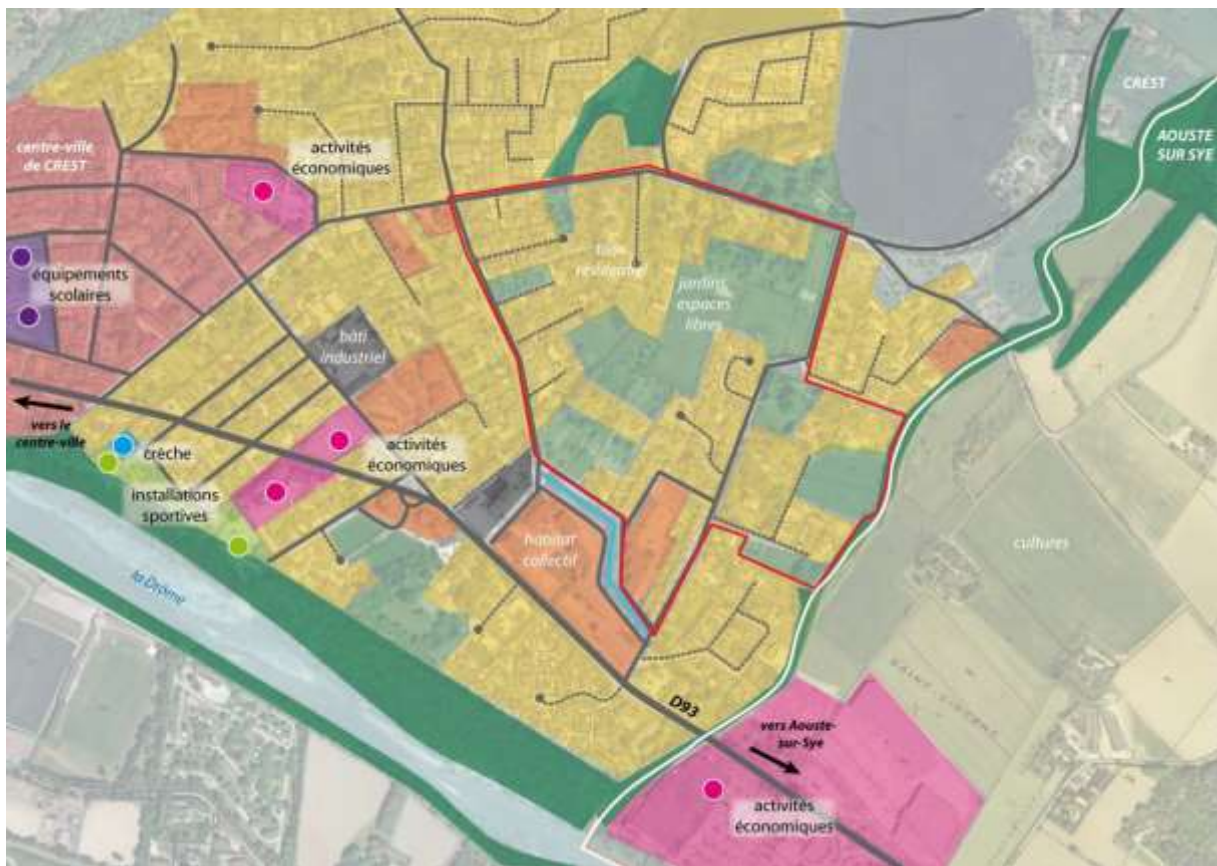 CREST
AOUSTE
SUR SYE
centre-ville
de CREST
activités
économiques
équipements
scolaires
tissu
résidentiel
jardins,
espaces
libres
bâti
industriel
vers le
centre-ville
crèche
activités
économiques
installations
sportives
habitat
collectif
cultures
la Drôme
D93
vers Aouste-
sur-Sye
activités
économiques